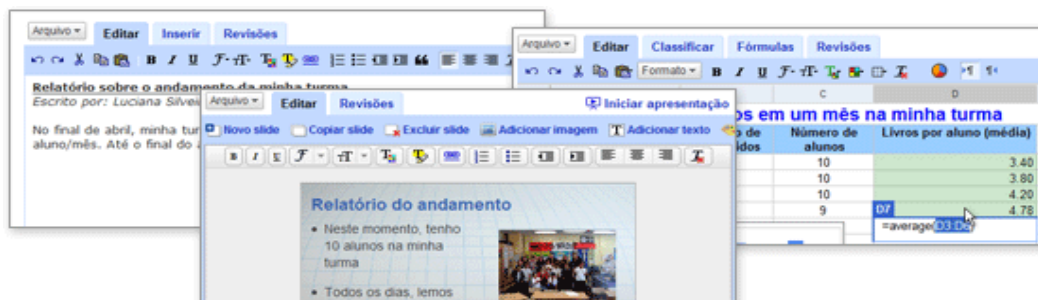 Arquivo
Editar
Inserir
Revisões
Relatório sobre o andamento da minha turma
Escrito por: Luciana
No final de abril, minha
aluno/mês. Até o final do
Arquivo
Editar
Classificar
Fórmulas
Revisões
Formato
C
D
em um mês na minha turma
de
Número de alunos
Livros por aluno (média)
10
3.40
10
3.80
10
4.20
9
D7
4.78
=average(D3:D6)
Arquivo
Editar
Revisões
Iniciar apresentação
Novo slide
Copiar slide
Excluir slide
Adicionar imagem
Adicionar texto
Relatório do andamento
Neste momento, tenho
10 alunos na minha
turma
Todos os dias, lemos